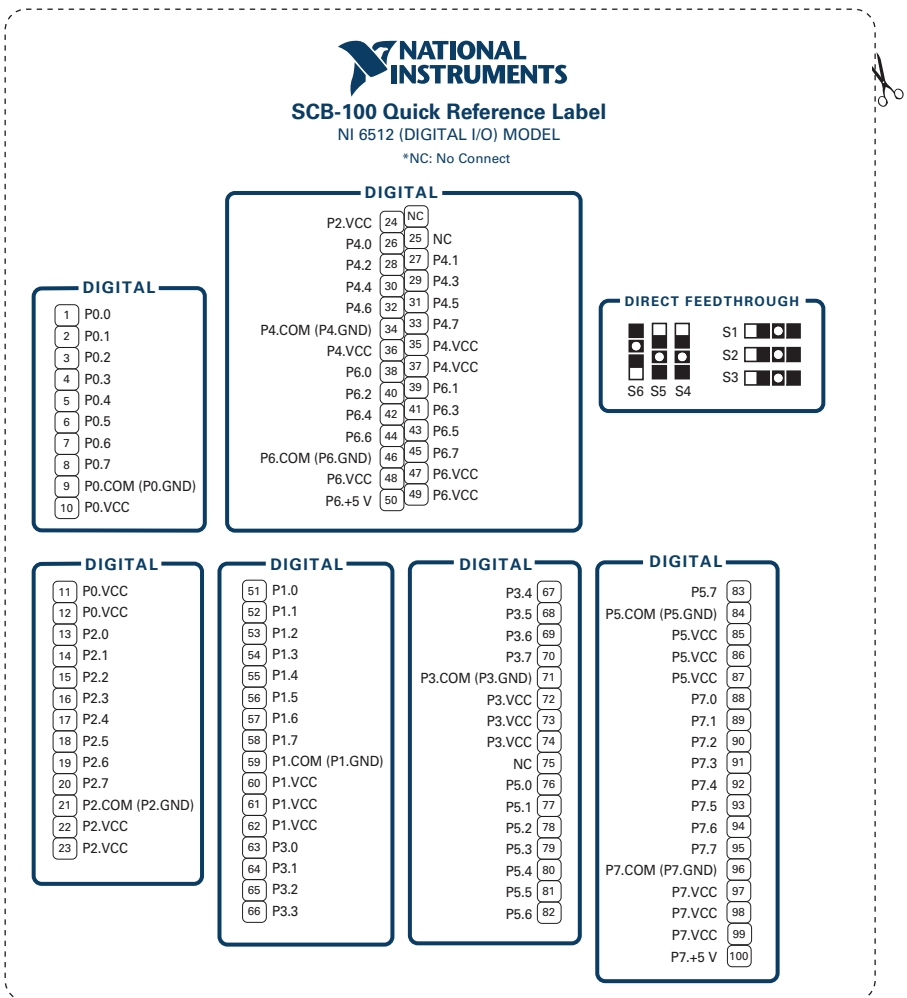 NATIONAL
INSTRUMENTS
SCB-100 Quick Reference Label
NI 6512 (DIGITAL I/O) MODEL
*NC: No Connect
DIGITAL
P2.VCC 24 NC
25 NC
P4.0 26
27 P4.1
P4.2 28
29 P4.3
P4.4 30
31 P4.5
P4.6 32
33 P4.7
P4.COM (P4.GND) 34
35 P4.VCC
P4.VCC 36
37 P4.VCC
P6.0 38
39 P6.1
P6.2 40
41 P6.3
P6.4 42
43 P6.5
P6.6 44
45 P6.7
P6.COM (P6.GND) 46
47 P6.VCC
P6.VCC 48
49 P6.VCC
P6.+5 V 50
DIGITAL
1 P0.0
2 P0.1
3 P0.2
4 P0.3
5 P0.4
6 P0.5
7 P0.6
8 P0.7
9 P0.COM (P0.GND)
10 P0.VCC
DIRECT FEEDTHROUGH
S1
S2
S3
S6 S5 S4
DIGITAL
11 P0.VCC
12 P0.VCC
13 P2.0
14 P2.1
15 P2.2
16 P2.3
17 P2.4
18 P2.5
19 P2.6
20 P2.7
21 P2.COM (P2.GND)
22 P2.VCC
23 P2.VCC
DIGITAL
51 P1.0
52 P1.1
53 P1.2
54 P1.3
55 P1.4
56 P1.5
57 P1.6
58 P1.7
59 P1.COM (P1.GND)
60 P1.VCC
61 P1.VCC
62 P1.VCC
63 P3.0
64 P3.1
65 P3.2
66 P3.3
DIGITAL
P3.4 67
P3.5 68
P3.6 69
P3.7 70
P3.COM (P3.GND) 71
P3.VCC 72
P3.VCC 73
P3.VCC 74
NC 75
P5.0 76
P5.1 77
P5.2 78
P5.3 79
P5.4 80
P5.5 81
P5.6 82
DIGITAL
P5.7 83
P5.COM (P5.GND) 84
P5.VCC 85
P5.VCC 86
P5.VCC 87
P7.0 88
P7.1 89
P7.2 90
P7.3 91
P7.4 92
P7.5 93
P7.6 94
P7.7 95
P7.COM (P7.GND) 96
P7.VCC 97
P7.VCC 98
P7.VCC 99
P7.+5 V 100